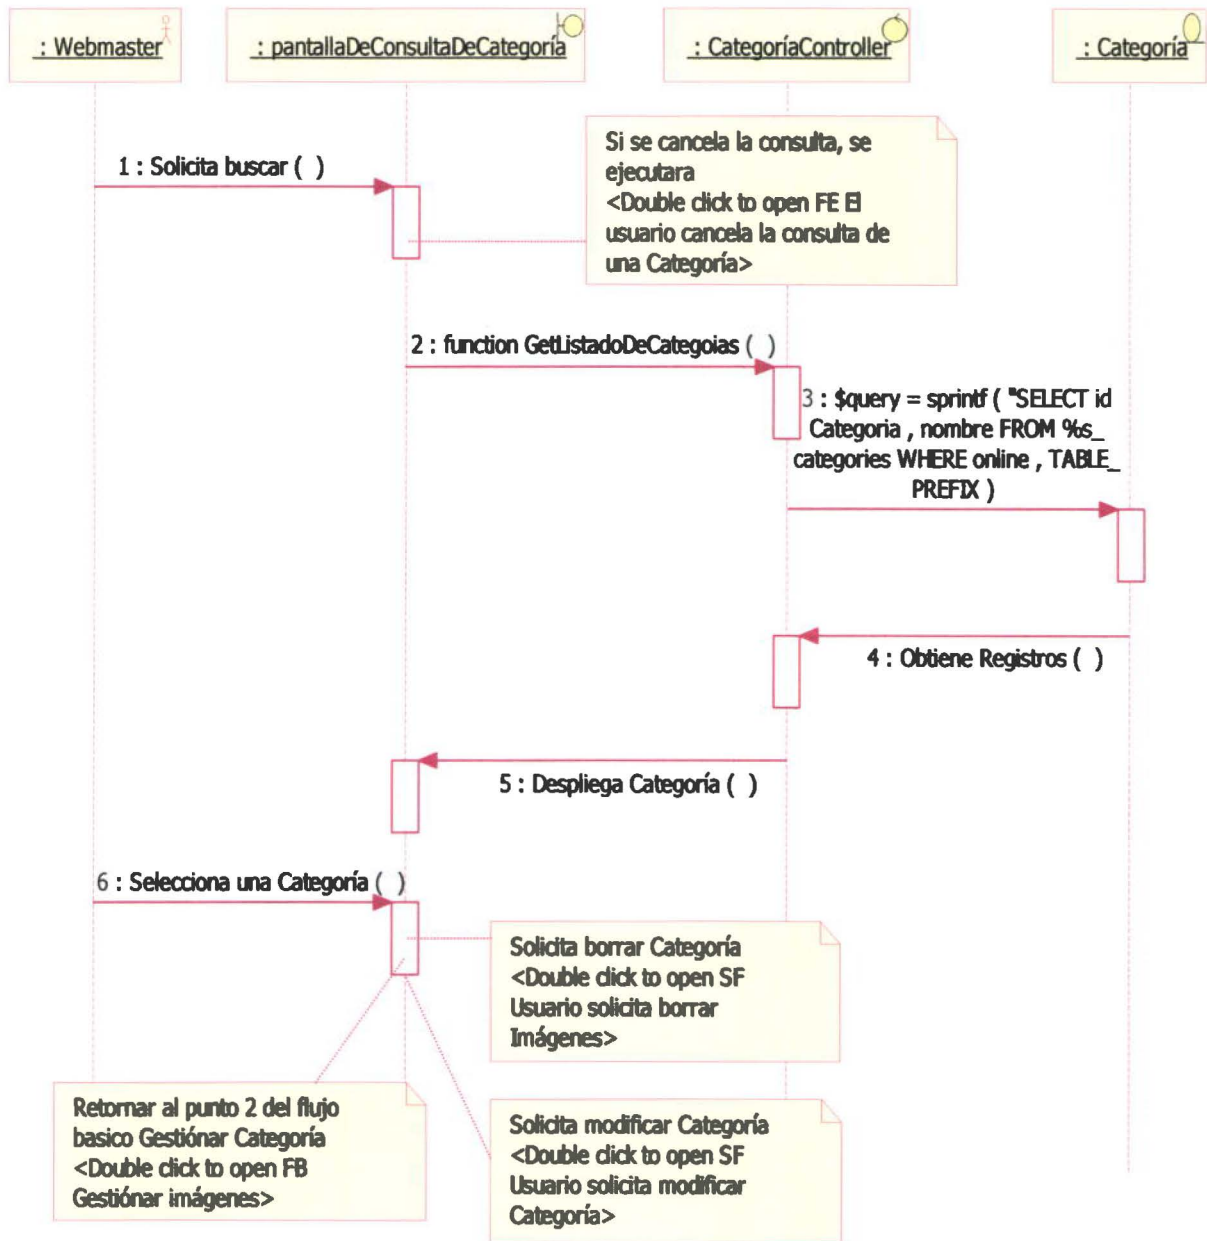 : Webmaster
: pantallaDeConsultaDeCategoría
: CategoríaController
: Categoría
Si se cancela la consulta, se
ejecutara
<Double click to open FE El
usuario cancela la consulta de
una Categoría>
1 : Solicita buscar ( )
2 : function GetListadoDeCategoias ( )
3 : $query = sprintf ( "SELECT id
Categoria , nombre FROM %s_
categories WHERE online , TABLE_
PREFIX )
4 : Obtiene Registros ( )
5 : Despliega Categoría ( )
6 : Selecciona una Categoría ( )
Solicita borrar Categoría
<Double click to open SF
Usuario solicita borrar
Imágenes>
Retornar al punto 2 del flujo
basico Gestiónar Categoría
<Double click to open FB
Gestiónar imágenes>
Solicita modificar Categoría
<Double click to open SF
Usuario solicita modificar
Categoría>